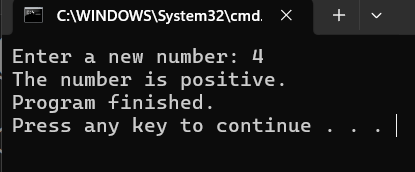 C:\WINDOWS\System32\cmd.
Enter a new number: 4
The number is positive.
Program finished.
Press any key to continue . . .